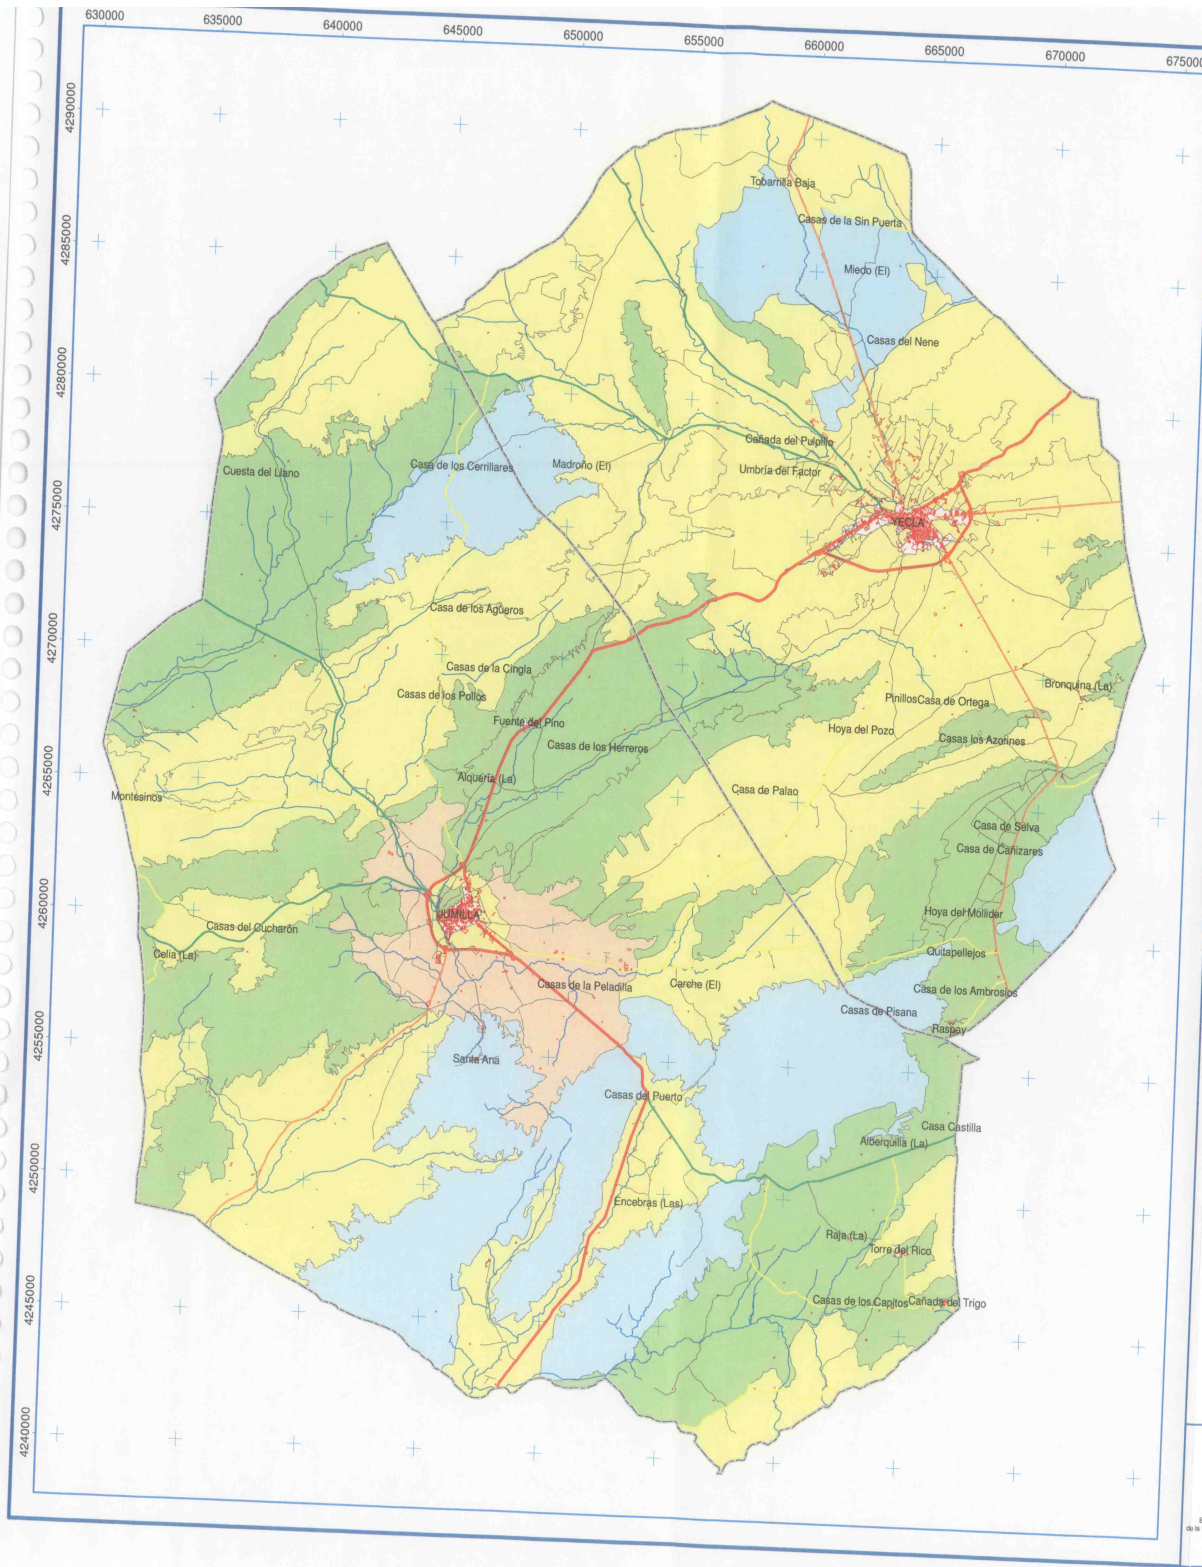 630000
635000
640000
645000
650000
655000
660000
665000
670000
4290000
Tobarrilla Baja
Casas de la Sin Puerta
4285000
Miedo (El)
Casas del Nene
4280000
Cañada del Pulpillo
Cuesta del Llano
Casa de los Cerrillares
Madroño (El)
Umbría del Factor
4275000
YECLA
Casa de los Agüeros
4270000
Casas de la Cingla
Casas de los Pollos
Bronquina (La)
Pinillos
Casa de Ortega
Fuente del Pino
Hoya del Pozo
Casas los Azorines
Casas de los Herreros
4265000
Alquería (La)
Casa de Palao
Montesinos
Casa de Selva
Casa de Cañizares
4260000
JUMILLA
Hoya del Mollider
Casas del Cucharón
Quitapellejos
Celia (La)
Carche (El)
Casas de la Peladilla
Casa de los Ambrosios
Casas de Pisana
Raspay
4255000
Santa Ana
Casas del Puerto
Casa Castilla
Alberquilla (La)
4250000
Encebras (Las)
Raja (La)
Torre del Rico
Casas de los Capitos
Cañada del Trigo
4245000
4240000
de la